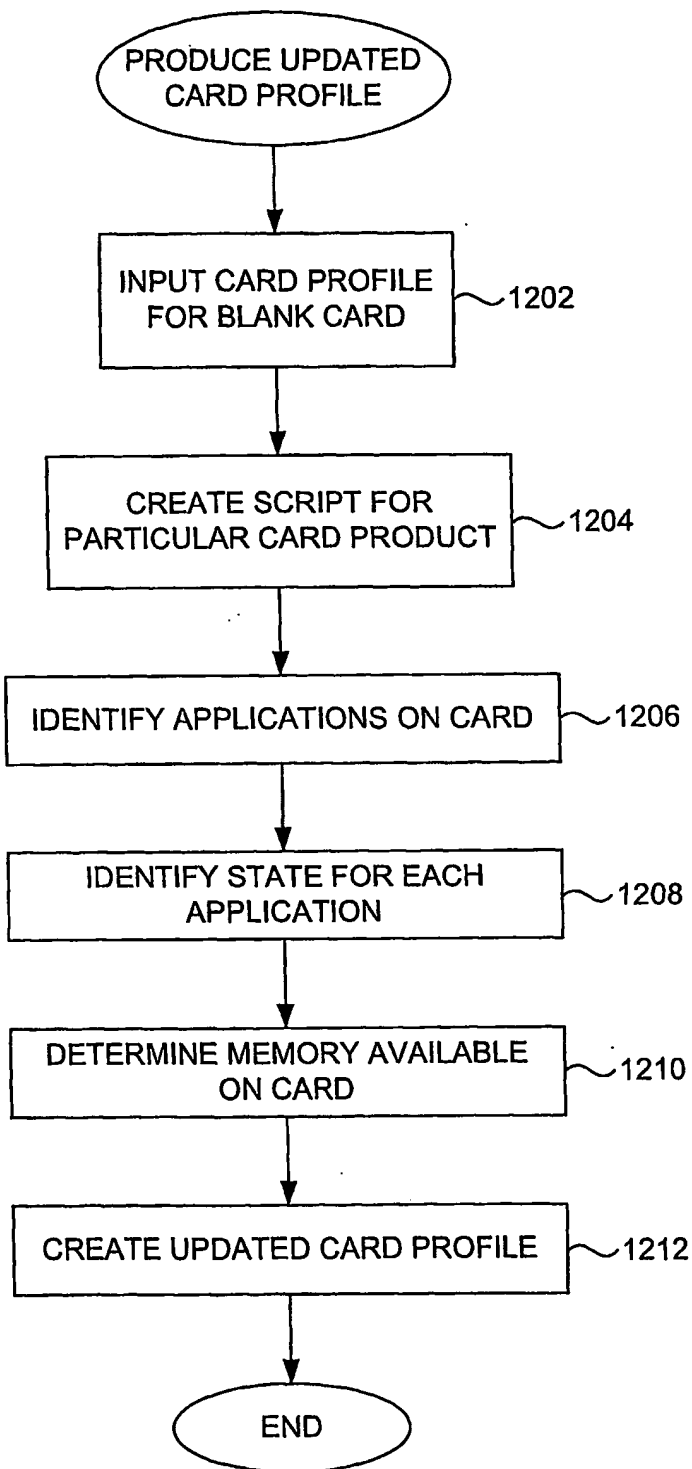 PRODUCE UPDATED
CARD PROFILE
INPUT CARD PROFILE
FOR BLANK CARD
1202
CREATE SCRIPT FOR
PARTICULAR CARD PRODUCT
1204
IDENTIFY APPLICATIONS ON CARD
1206
IDENTIFY STATE FOR EACH
APPLICATION
1208
DETERMINE MEMORY AVAILABLE
ON CARD
1210
CREATE UPDATED CARD PROFILE
1212
END